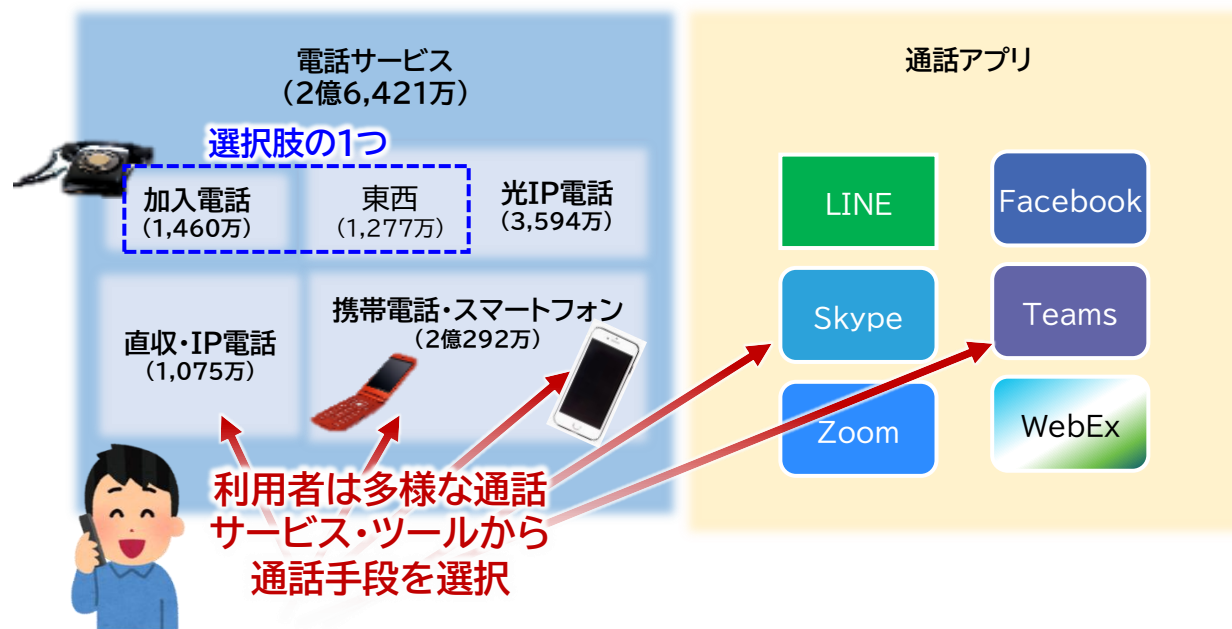 電話サービス
(2億6,421万)
選択肢の1つ
加入電話
(1,460万)
東西
(1,277万)
光IP電話
(3,594万)
直収・IP電話
(1,075万)
携帯電話・スマートフォン
(2億292万)
利用者は多様な通話
サービス・ツールから
通話手段を選択
通話アプリ
LINE
Facebook
Skype
Teams
Zoom
WebEx